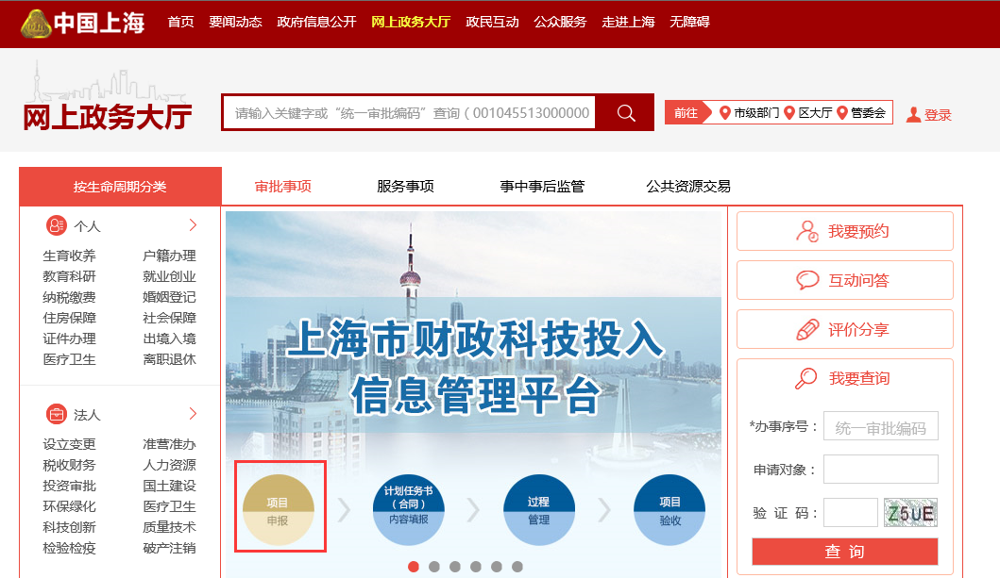 中国上海 首页 要闻动态 政府信息公开 网上政务大厅 政民互动 公众服务 走进上海 无障碍
网上政务大厅
请输入关键字或“统一审批编码”查询（001045513000000
前往 市级部门 区大厅 管委会
登录
按生命周期分类 审批事项 服务事项 事中事后监管 公共资源交易
个人
生育收养 户籍办理
教育科研 就业创业
纳税缴费 婚姻登记
住房保障 社会保障
证件办理 出境入境
医疗卫生 离职退休
法人
设立变更 准营准办
税收财务 人力资源
投资审批 国土建设
环保绿化 医疗卫生
科技创新 质量技术
检验检疫 破产注销
上海市财政科技投入
信息管理平台
项目
申报
计划任务书
（合同）
内容填报
过程
管理
项目
验收
我要预约
互动问答
评价分享
我要查询
*办事序号： 统一审批编码
申请对象：
验 证 码： Z5UE
查 询